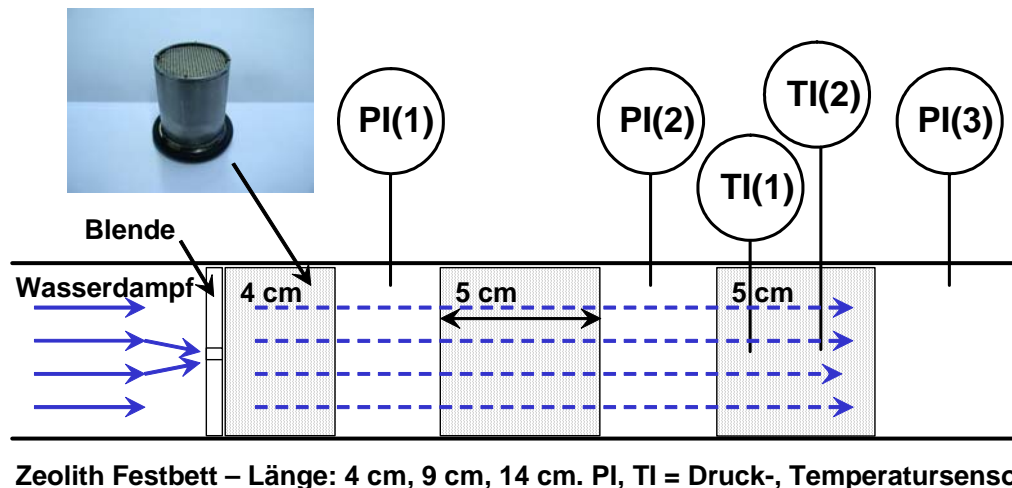 PI(1)
PI(2)
TI(2)
PI(3)
TI(1)
Blende
Wasserdampf
4 cm
5 cm
5 cm
Zeolith Festbett – Länge: 4 cm, 9 cm, 14 cm. PI, TI = Druck-, Temperatursenso